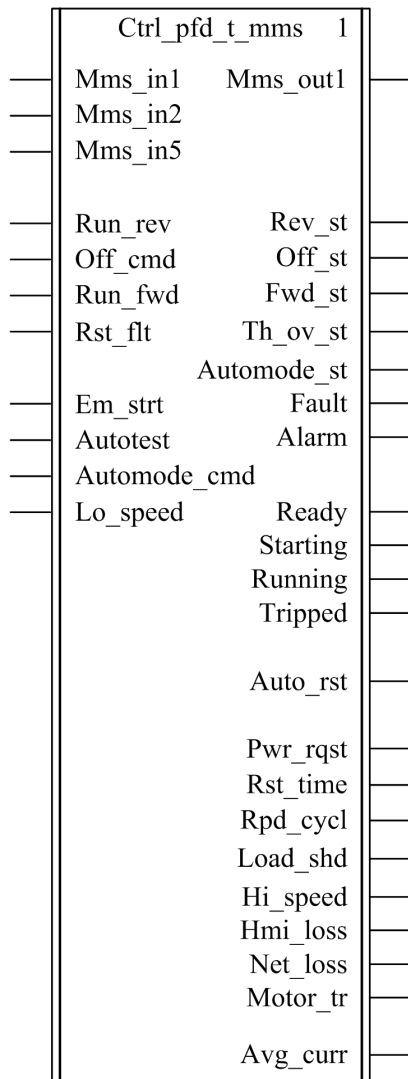 Ctrl_pfd_t_mms 1
Mms_in1 Mms_out1
Mms_in2
Mms_in5
Run_rev Rev_st
Off_cmd Off_st
Run_fwd Fwd_st
Rst_flt Th_ov_st
Automode_st
Em_strt Fault
Autotest Alarm
Automode_cmd
Lo_speed Ready
Starting
Running
Tripped
Auto_rst
Pwr_rqst
Rst_time
Rpd_cycl
Load_shd
Hi_speed
Hmi_loss
Net_loss
Motor_tr
Avg_curr